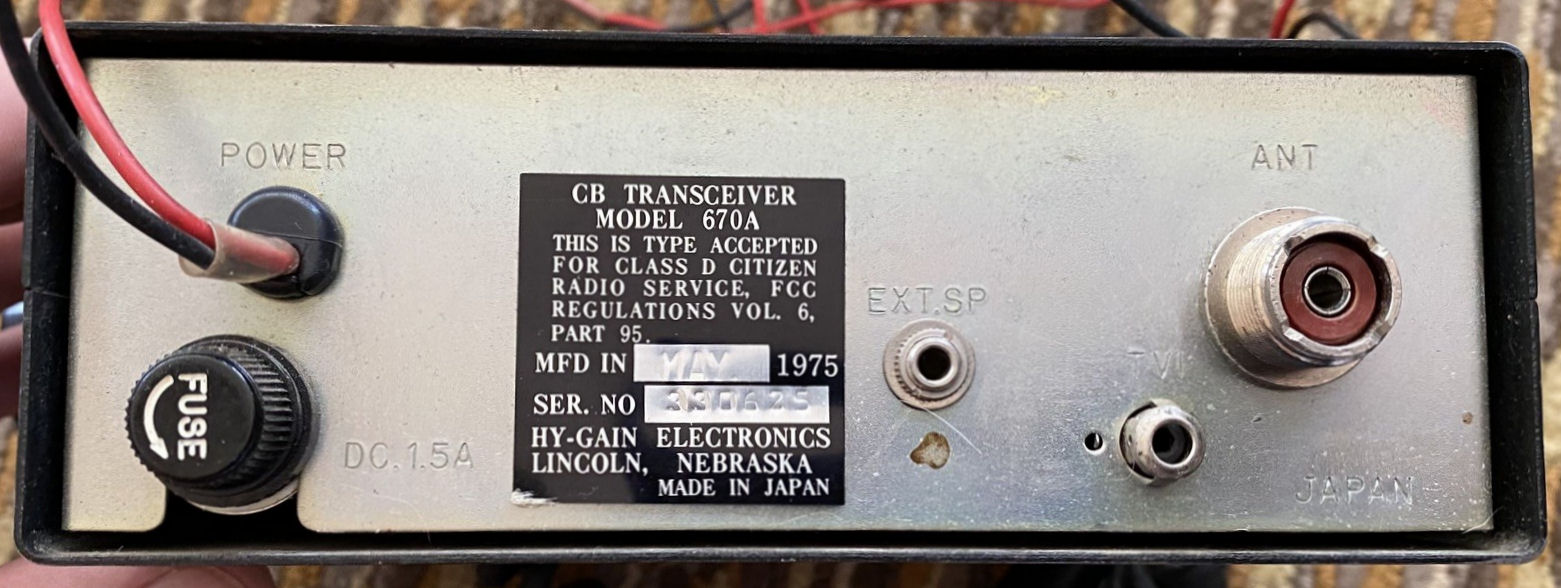 POWER
ANT
CB TRANSCEIVER
MODEL 670A
THIS IS TYPE ACCEPTED
FOR CLASS D CITIZEN
RADIO SERVICE, FCC
REGULATIONS VOL. 6,
PART 95.
MFD IN MAY 1975
SER. NO 330625
HY-GAIN ELECTRONICS
LINCOLN, NEBRASKA
MADE IN JAPAN
EXT.SP
TVI
FUSE
DC.1.5A
JAPAN